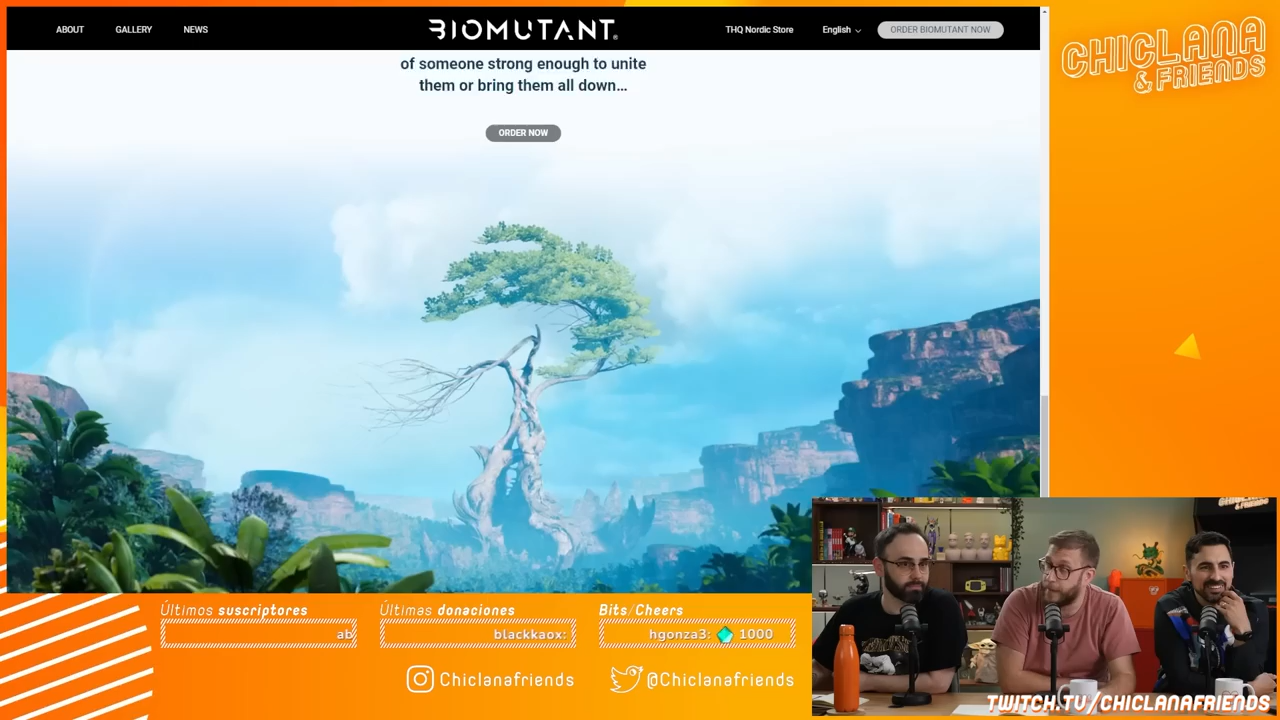 ABOUT
GALLERY
NEWS
BIOMUTANT®
THQ Nordic Store
English
ORDER BIOMUTANT NOW
of someone strong enough to unite
them or bring them all down...
ORDER NOW
CHICLANA
& FRIENDS
Últimos suscriptores
ab
Últimas donaciones
blackkaox:
Bits/Cheers
hgonza3: 1000
Chiclanafriends
@Chiclanafriends
TWITCH.TV/CHICLANAFRIENDS